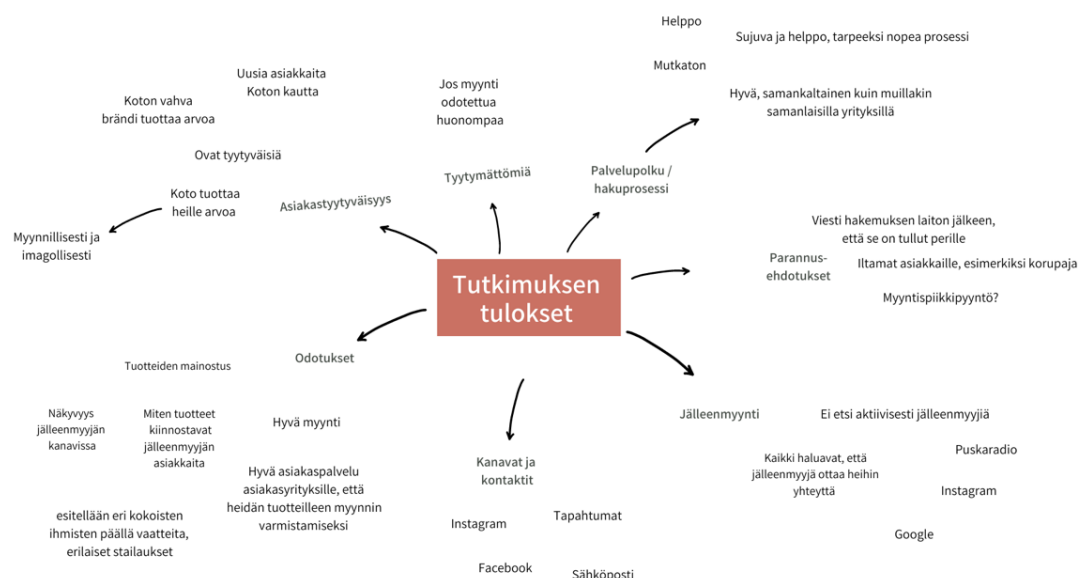 Tutkimuksen
tulokset
Asiakastyytyväisyys
Uusia asiakkaita
Koton kautta
Koton vahva
brändi tuottaa arvoa
Ovat tyytyväisiä
Koto tuottaa
heille arvoa
Myynnillisesti ja
imagollisesti
Tyytymättömiä
Jos myynti
odotettua
huonompaa
Palvelupolku /
hakuprosessi
Helppo
Sujuva ja helppo, tarpeeksi nopea prosessi
Mutkaton
Hyvä, samankaltainen kuin muillakin
samanlaisilla yrityksillä
Parannus-
ehdotukset
Viesti hakemuksen laiton jälkeen,
että se on tullut perille
Iltamat asiakkaille, esimerkiksi korupaja
Myyntispiikkipyyntö?
Jälleenmyynti
Ei etsi aktiivisesti jälleenmyyjiä
Kaikki haluavat, että
jälleenmyyjä ottaa heihin
yhteyttä
Puskaradio
Instagram
Google
Kanavat ja
kontaktit
Instagram
Tapahtumat
Facebook
Sähköposti
Odotukset
Tuotteiden mainostus
Näkyvyys
jälleenmyyjän
kanavissa
Miten tuotteet
kiinnostavat
jälleenmyyjän
asiakkaita
Hyvä myynti
Hyvä asiakaspalvelu
asiakasyrityksille, että
heidän tuotteilleen myynnin
varmistamiseksi
esitellään eri kokoisten
ihmisten päällä vaatteita,
erilaiset stailaukset